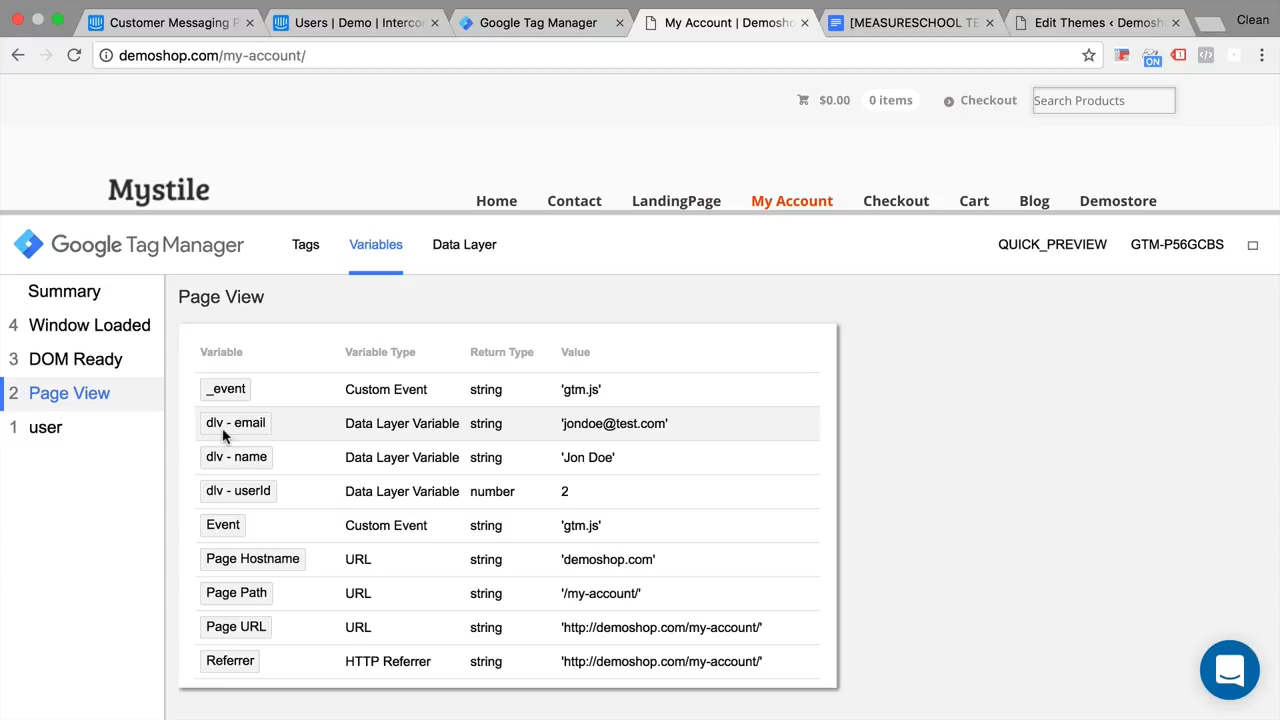 Customer Messaging P
Users | Demo | Interco
Google Tag Manager
My Account | Demosho
[MEASURESCHOOL TE
Edit Themes ‹ Demosh
Clean
demoshop.com/my-account/
ON
$0.00
0 items
Checkout
Search Products
Mystile
Home
Contact
LandingPage
My Account
Checkout
Cart
Blog
Demostore
Google Tag Manager
Tags
Variables
Data Layer
QUICK_PREVIEW
GTM-P56GCBS
Summary
4 Window Loaded
3 DOM Ready
2 Page View
1 user
Page View
Variable Variable Type Return Type Value
_event Custom Event string 'gtm.js'
dlv - email Data Layer Variable string 'jondoe@test.com'
dlv - name Data Layer Variable string 'Jon Doe'
dlv - userId Data Layer Variable number 2
Event Custom Event string 'gtm.js'
Page Hostname URL string 'demoshop.com'
Page Path URL string '/my-account/'
Page URL URL string 'http://demoshop.com/my-account/'
Referrer HTTP Referrer string 'http://demoshop.com/my-account/'